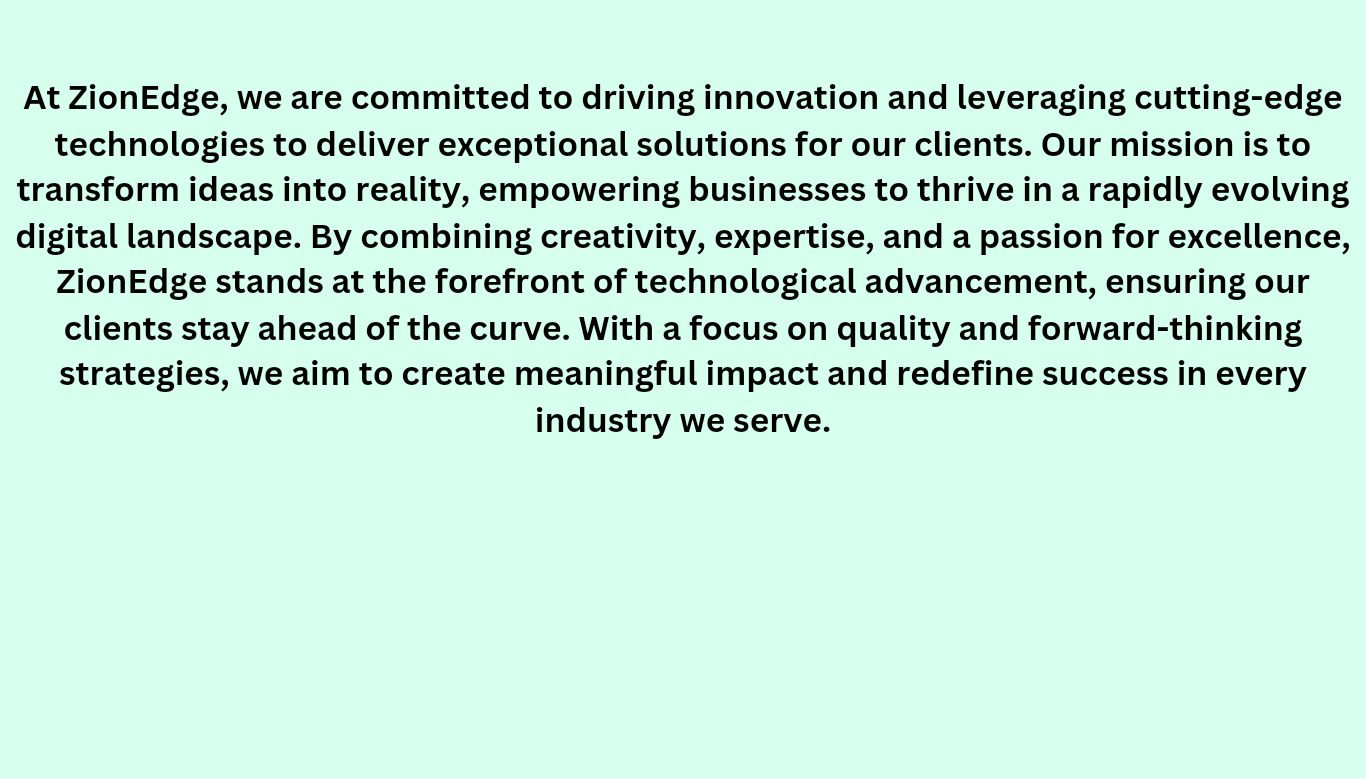 At ZionEdge, we are committed to driving innovation and leveraging cutting-edge
technologies to deliver exceptional solutions for our clients. Our mission is to
transform ideas into reality, empowering businesses to thrive in a rapidly evolving
digital landscape. By combining creativity, expertise, and a passion for excellence,
ZionEdge stands at the forefront of technological advancement, ensuring our
clients stay ahead of the curve. With a focus on quality and forward-thinking
strategies, we aim to create meaningful impact and redefine success in every
industry we serve.